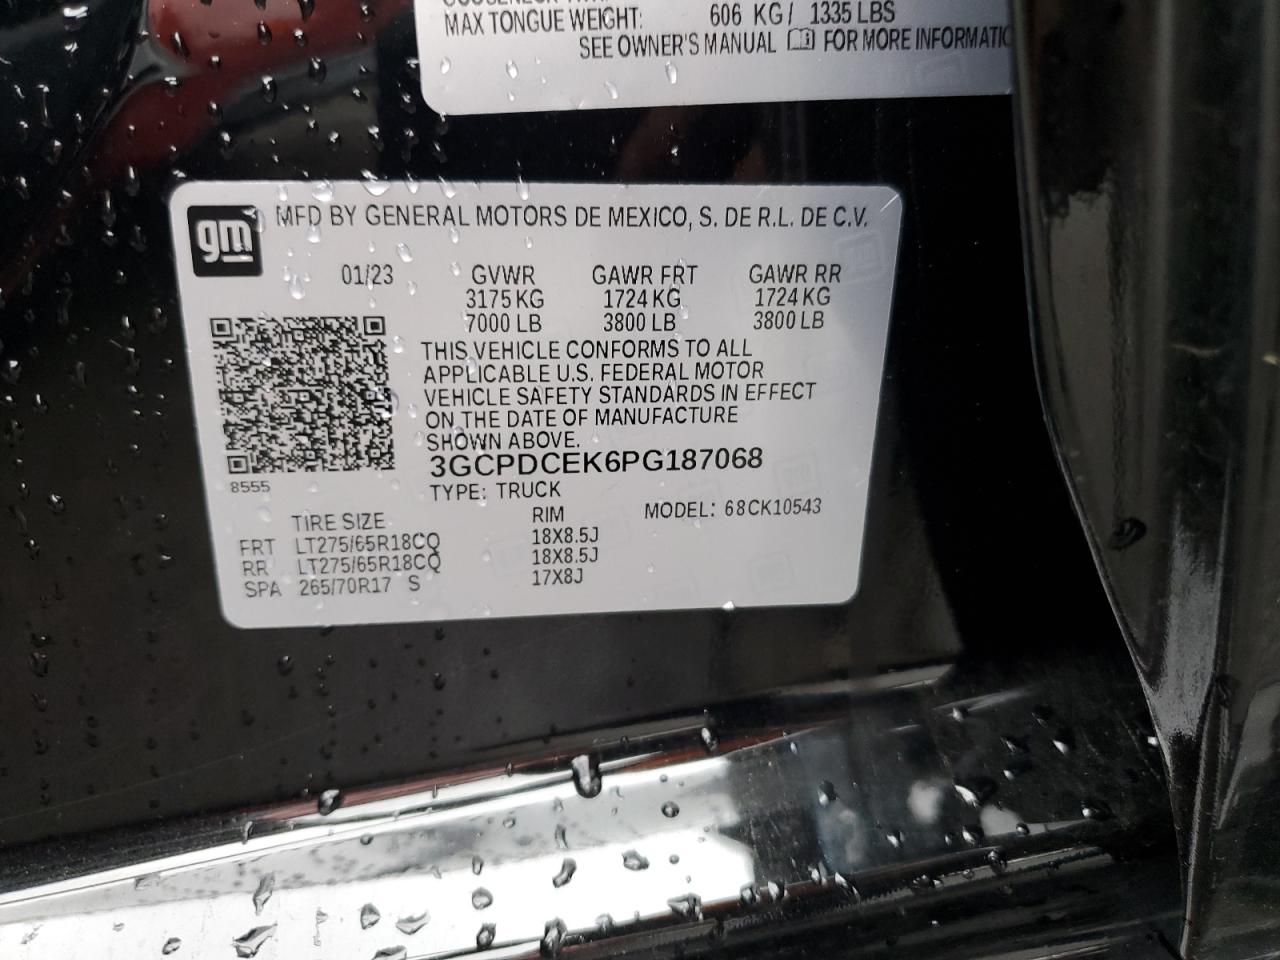 MAX TONGUE WEIGHT: 606 KG/ 1335 LBS
SEE OWNER'S MANUAL FOR MORE INFORMATIO
gm MFD BY GENERAL MOTORS DE MEXICO, S. DE R.L. DE C.V.
01/23 GVWR GAWR FRT GAWR RR
3175 KG 1724 KG 1724 KG
7000 LB 3800 LB 3800 LB
THIS VEHICLE CONFORMS TO ALL
APPLICABLE U.S. FEDERAL MOTOR
VEHICLE SAFETY STANDARDS IN EFFECT
ON THE DATE OF MANUFACTURE
SHOWN ABOVE.
3GCPDCEK6PG187068
8555 TYPE: TRUCK
TIRE SIZE RIM MODEL: 68CK10543
FRT LT275/65R18CQ 18X8.5J
RR LT275/65R18CQ 18X8.5J
SPA 265/70R17 S 17X8J